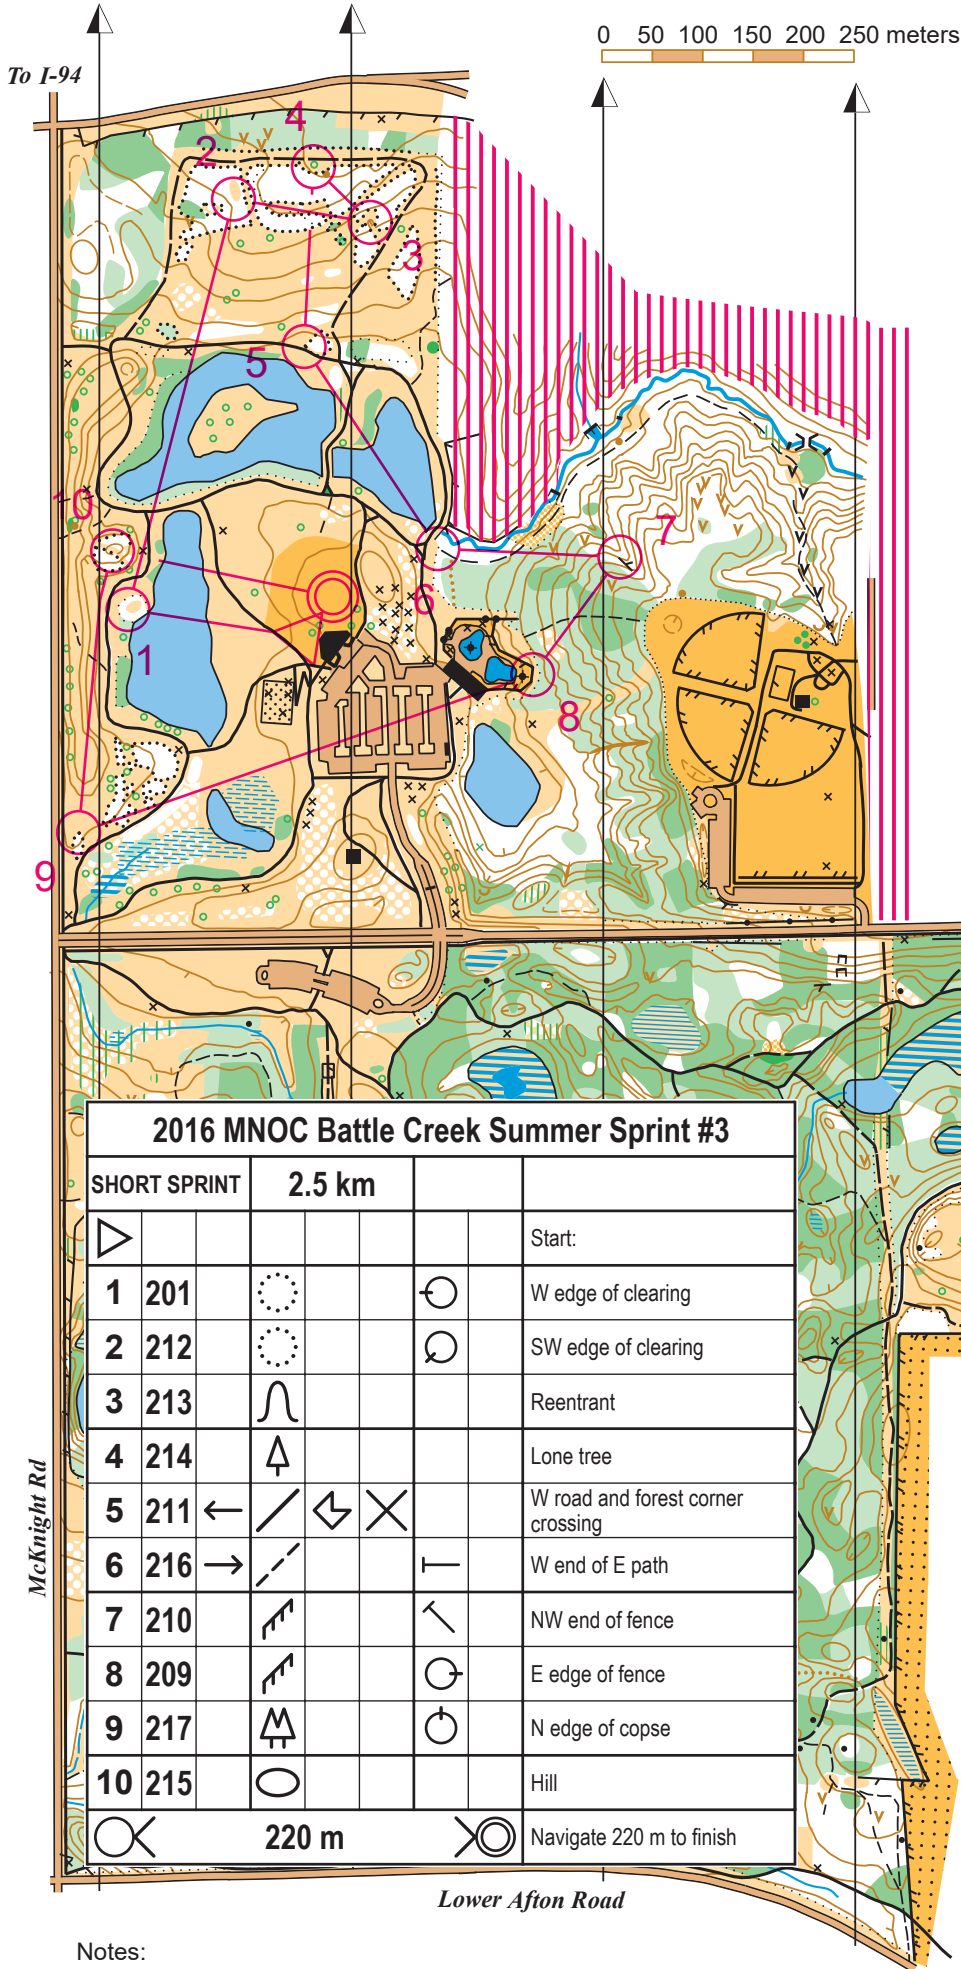 0 50 100 150 200 250 meters
To I-94
4
2
3
5
10
7
6
1
8
9
2016 MNOC Battle Creek Summer Sprint #3
SHORT SPRINT 2.5 km
Start:
1 201 W edge of clearing
2 212 SW edge of clearing
3 213 Reentrant
4 214 Lone tree
5 211 W road and forest corner
crossing
6 216 W end of E path
7 210 NW end of fence
8 209 E edge of fence
9 217 N edge of copse
10 215 Hill
220 m Navigate 220 m to finish
McKnight Rd
Lower Afton Road
Notes: